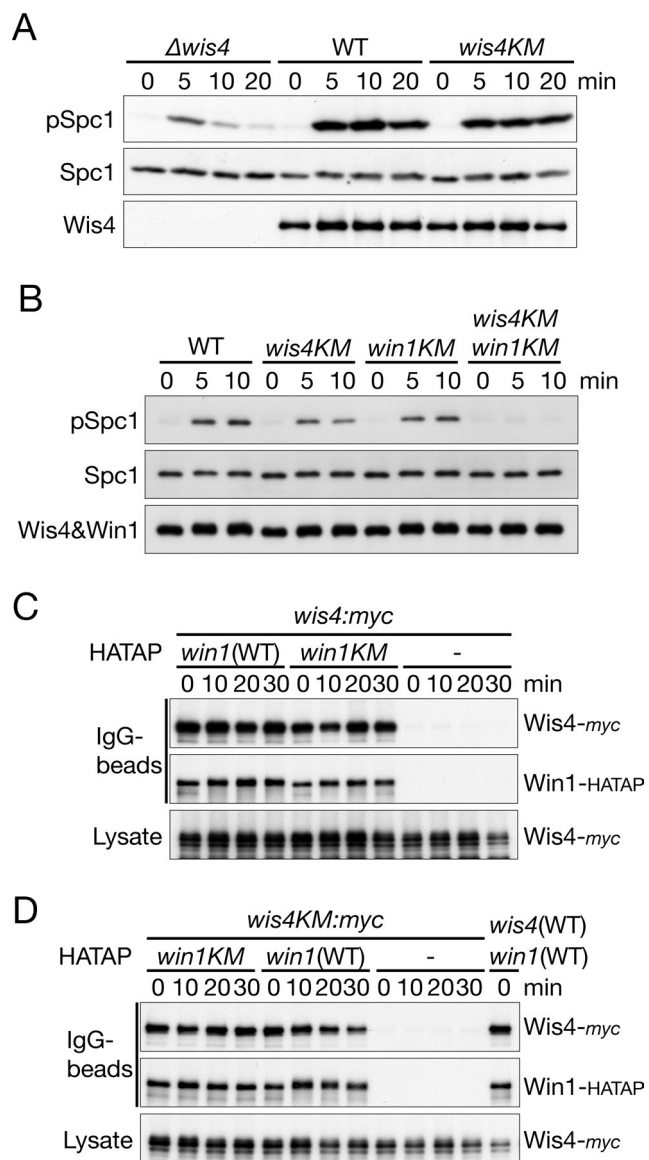 A
Δwis4 WT wis4KM
0 5 10 20 0 5 10 20 0 5 10 20 min
pSpc1
Spc1
Wis4
B
wis4KM
WT wis4KM win1KM win1KM
0 5 10 0 5 10 0 5 10 0 5 10 min
pSpc1
Spc1
Wis4&Win1
C
wis4:myc
HATAP win1(WT) win1KM -
0 10 20 30 0 10 20 30 0 10 20 30 min
IgG-
beads
Wis4-myc
Win1-HATAP
Lysate Wis4-myc
D
wis4KM:myc wis4(WT)
HATAP win1KM win1(WT) - win1(WT)
0 10 20 30 0 10 20 30 0 10 20 30 0 min
IgG-
beads
Wis4-myc
Win1-HATAP
Lysate Wis4-myc